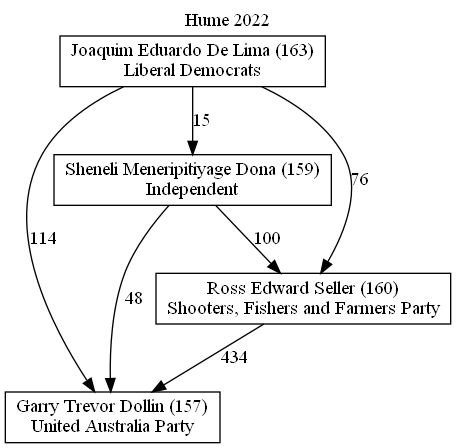 Hume 2022
Joaquim Eduardo De Lima (163)
Liberal Democrats
15
Sheneli Meneripitiyage Dona (159)
Independent
76
114
48
100
Ross Edward Seller (160)
Shooters, Fishers and Farmers Party
434
Garry Trevor Dollin (157)
United Australia Party